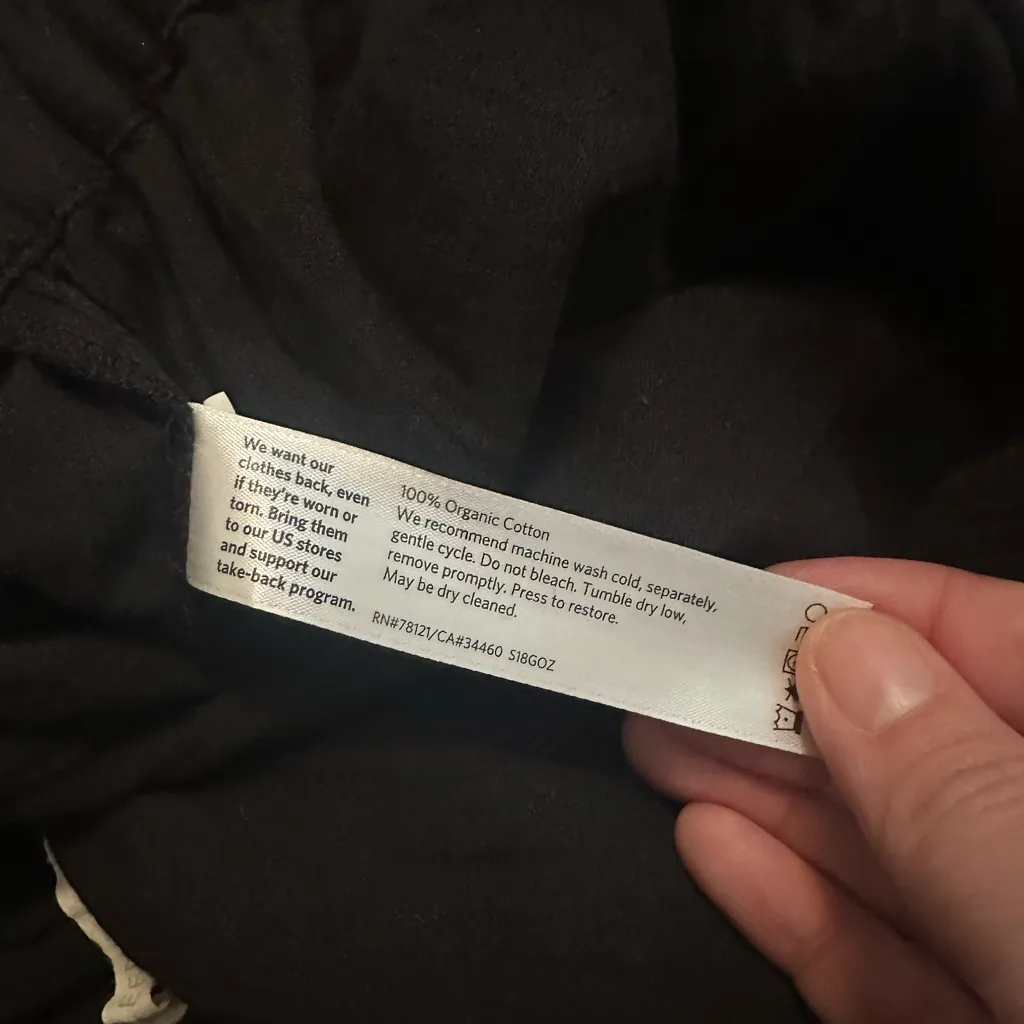 We want our
clothes back, even
if they're worn or
torn. Bring them
to our US stores
and support our
take-back program.
100% Organic Cotton
We recommend machine wash cold, separately,
gentle cycle. Do not bleach. Tumble dry low,
remove promptly. Press to restore.
May be dry cleaned.
RN#78121/CA#34460 S18GOZ